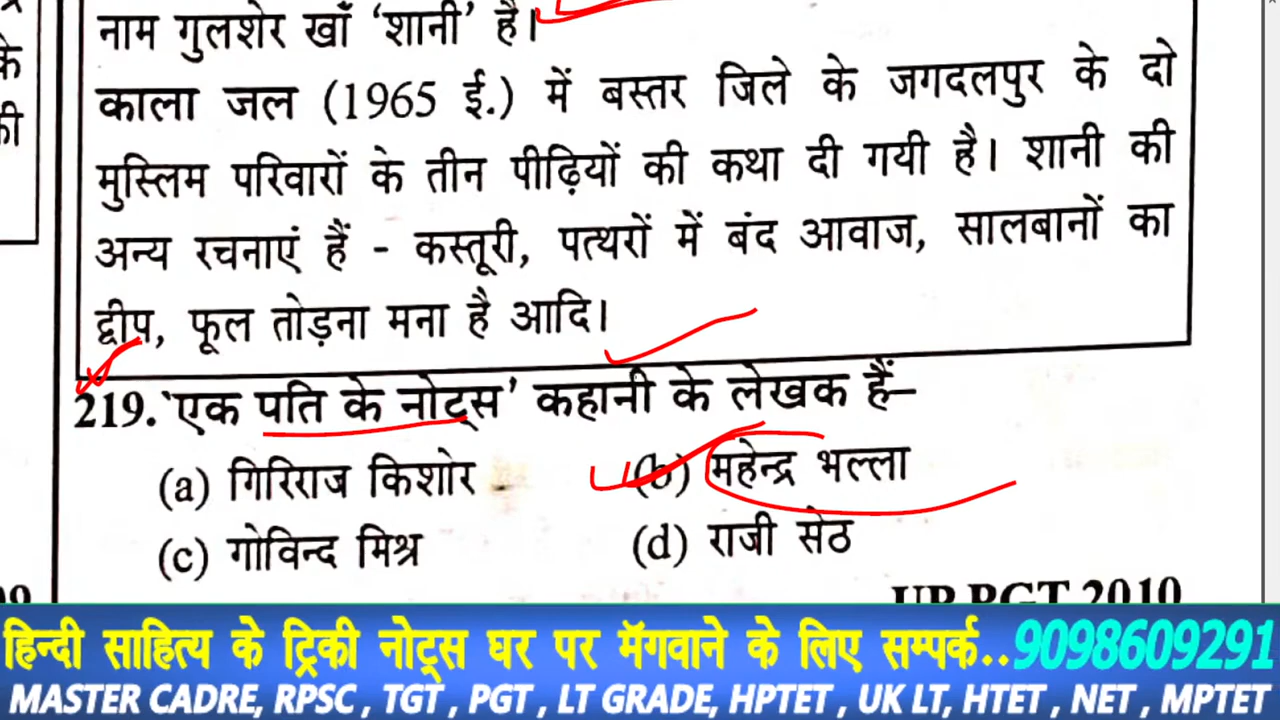 नाम गुलशेर खाँ 'शानी' है।
काला जल (1965 ई.) में बस्तर जिले के जगदलपुर के दो
मुस्लिम परिवारों के तीन पीढ़ियों की कथा दी गयी है। शानी की
अन्य रचनाएं हैं - कस्तूरी, पत्थरों में बंद आवाज, सालबानों का
द्वीप, फूल तोड़ना मना है आदि।
219. 'एक पति के नोट्स' कहानी के लेखक हैं–
(a) गिरिराज किशोर (b) महेन्द्र भल्ला
(c) गोविन्द मिश्र (d) राजी सेठ
UP PGT 2010
हिन्दी साहित्य के ट्रिकी नोट्स घर पर मॅगवाने के लिए सम्पर्क..9098609291
MASTER CADRE, RPSC , TGT , PGT , LT GRADE, HPTET , UK LT, HTET , NET , MPTET